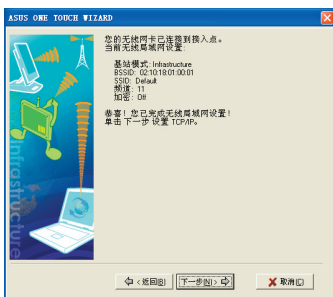 ASUS ONE TOUCH WIZARD
您的无线网卡已连接到接入点。
当前无线局域网设置:
基站模式: Infrastructure
BSSID: 02:10:18:01:00:01
SSID: Default
频道: 11
加密: Off
恭喜! 您已完成无线局域网设置!
单击 下一步 设置 TCP/IP。
Infrastructure
< 返回(B)
下一步(N) >
取消(C)